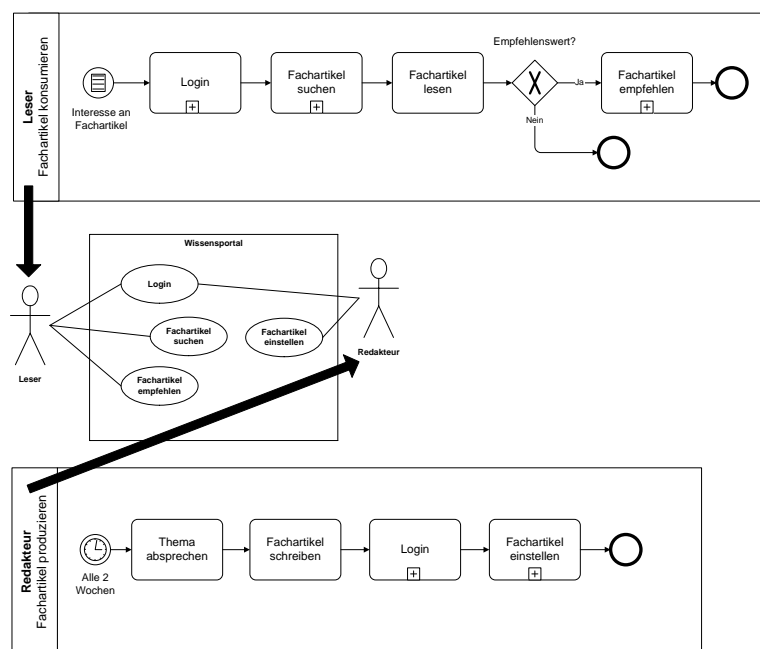 Leser
Fachartikel konsumieren
Interesse an
Fachartikel
Login
Fachartikel
suchen
Fachartikel
lesen
Empfehlenswert?
Ja
Nein
Fachartikel
empfehlen
Wissensportal
Login
Fachartikel
suchen
Fachartikel
einstellen
Fachartikel
empfehlen
Leser
Redakteur
Redakteur
Fachartikel produzieren
Alle 2
Wochen
Thema
absprechen
Fachartikel
schreiben
Login
Fachartikel
einstellen